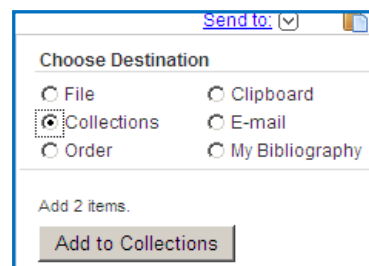 Send to:
Choose Destination
File Clipboard
Collections E-mail
Order My Bibliography
Add 2 items.
Add to Collections